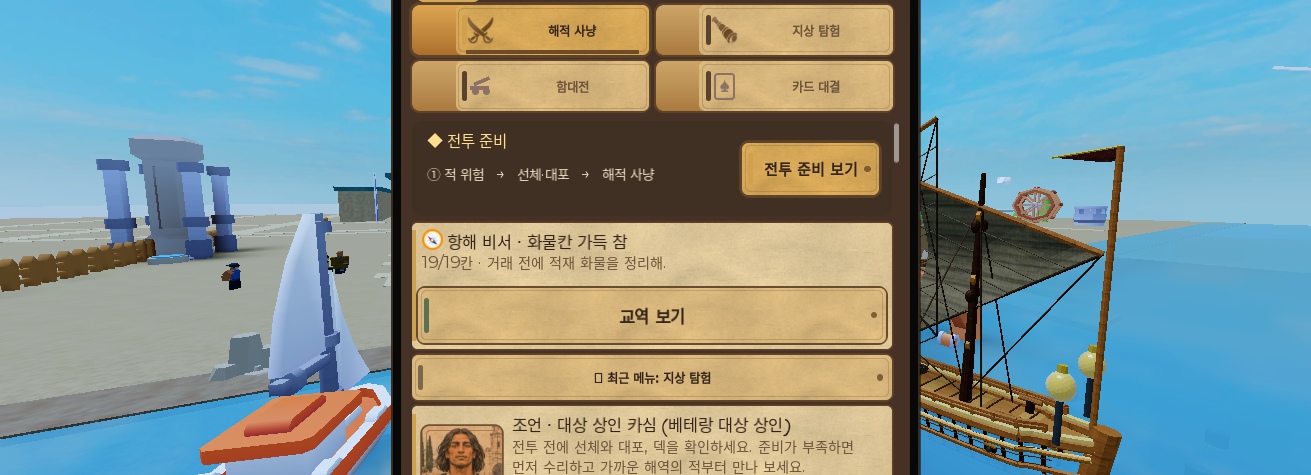 해적 사냥
지상 탐험
함대전
카드 대결
◆ 전투 준비
① 적 위험 → 선체·대포 → 해적 사냥
전투 준비 보기
항해 비서 · 화물칸 가득 참
19/19칸 · 거래 전에 적재 화물을 정리해.
교역 보기
최근 메뉴: 지상 탐험
조언 · 대상 상인 카심 (베테랑 대상 상인)
전투 전에 선체와 대포, 덱을 확인하세요. 준비가 부족하면
먼저 수리하고 가까운 해역의 적부터 만나 보세요.